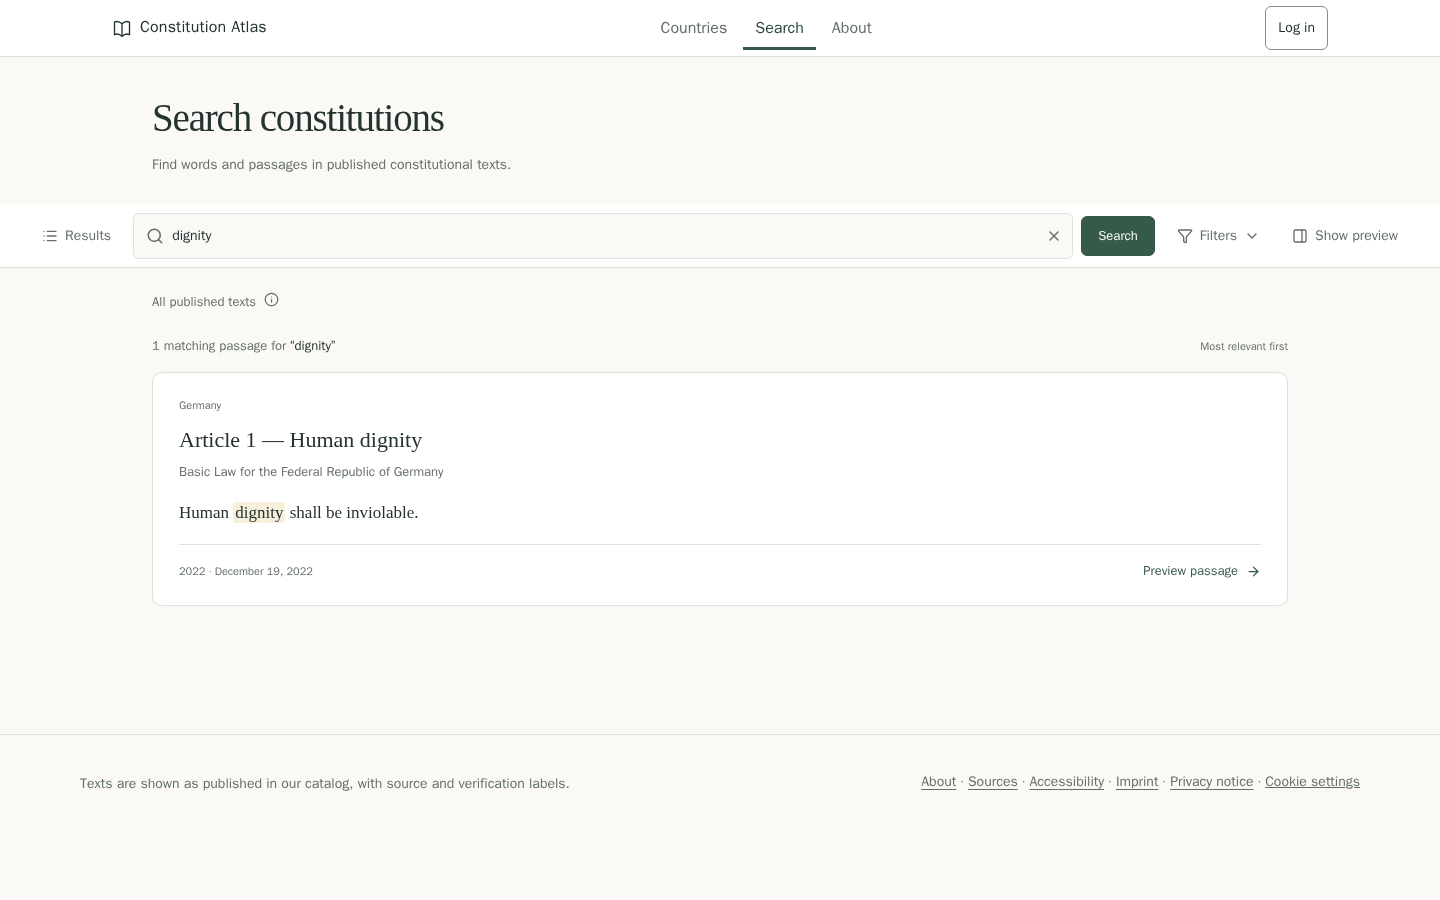 Constitution Atlas
Countries
Search
About
Log in
Search constitutions
Find words and passages in published constitutional texts.
Results
dignity
Search
Filters
Show preview
All published texts
1 matching passage for “dignity”
Most relevant first
Germany
Article 1 — Human dignity
Basic Law for the Federal Republic of Germany
Human dignity shall be inviolable.
2022 · December 19, 2022
Preview passage
Texts are shown as published in our catalog, with source and verification labels.
About · Sources · Accessibility · Imprint · Privacy notice · Cookie settings